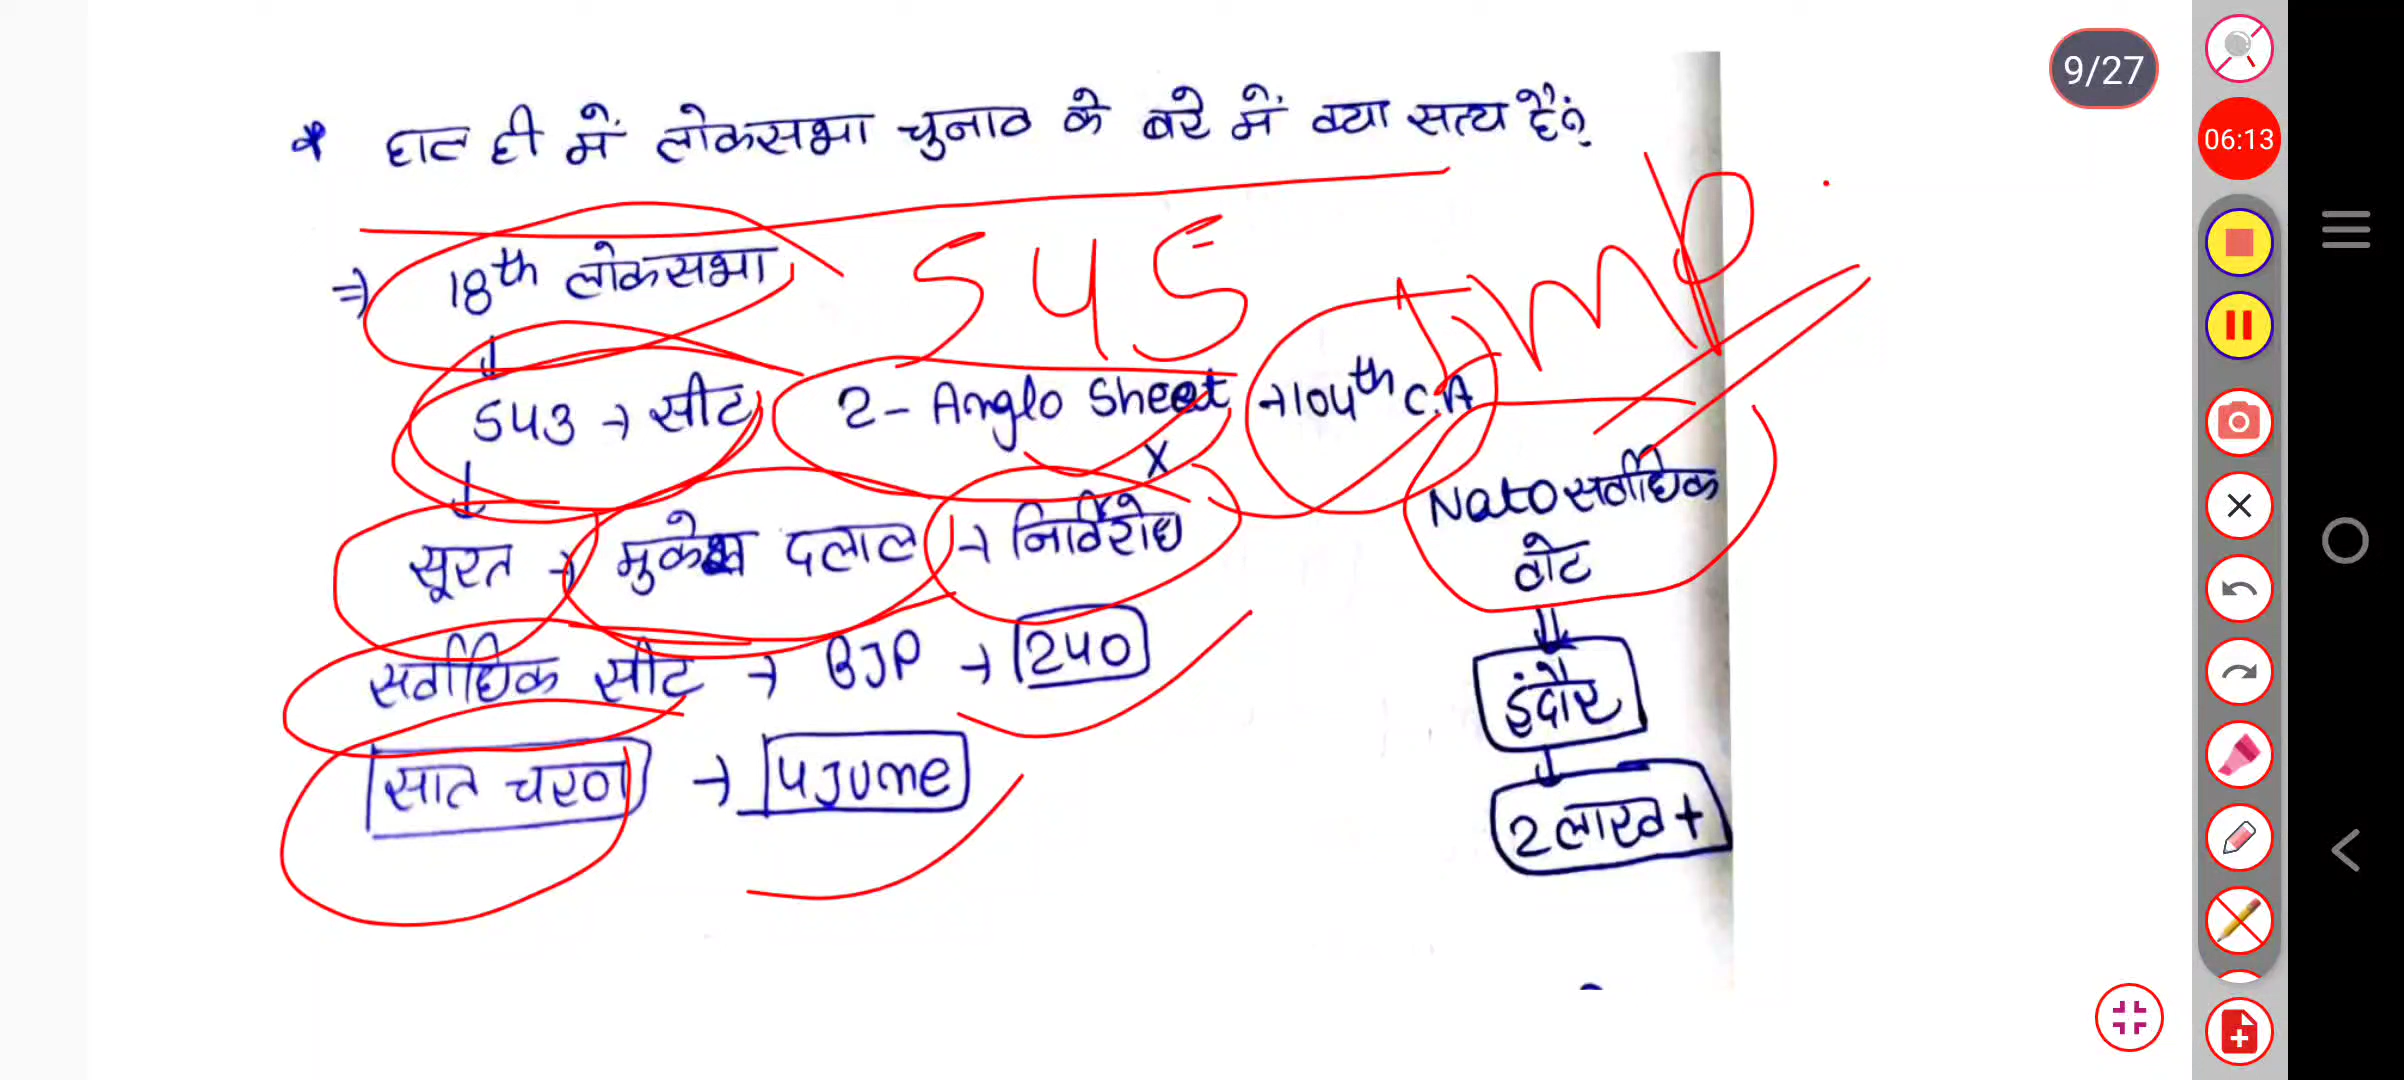 9/27
06:13
* हाल ही में लोकसभा चुनाव के बारे में क्या सत्य है?
545 IMP
⇒ 18th लोकसभा
↓
543 → सीट 2 - Anglo Sheet → 104th C.A
↓ X
Nato सर्वाधिक वोट
सूरत → मुकेश दलाल → निर्विरोध
सर्वाधिक सीट → BJP → 240
इंदौर
सात चरण → 4 June
2 लाख +